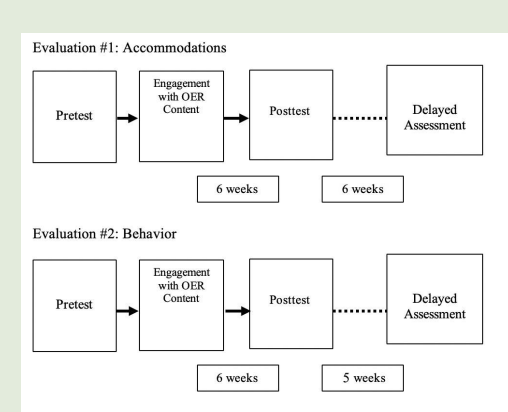 Evaluation #1: Accommodations
Pretest
Engagement
with OER
Content
Posttest
Delayed
Assessment
6 weeks
6 weeks
Evaluation #2: Behavior
Pretest
Engagement
with OER
Content
Posttest
Delayed
Assessment
6 weeks
5 weeks